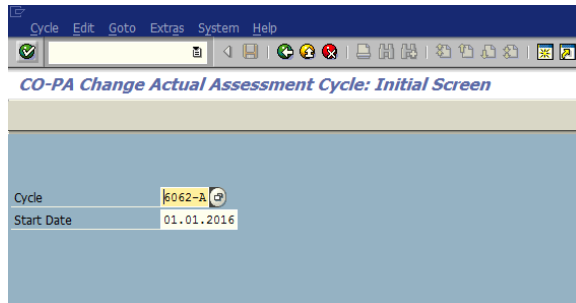 Cycle Edit Goto Extras System Help
CO-PA Change Actual Assessment Cycle: Initial Screen
Cycle 6062-A
Start Date 01.01.2016